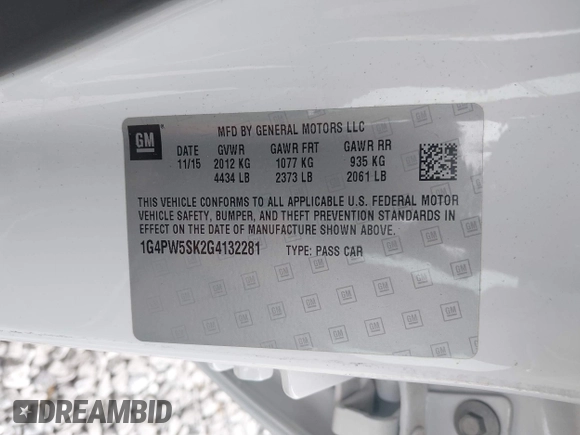 GM
MFD BY GENERAL MOTORS LLC
DATE GVWR GAWR FRT GAWR RR
11/15 2012 KG 1077 KG 935 KG
4434 LB 2373 LB 2061 LB
THIS VEHICLE CONFORMS TO ALL APPLICABLE U.S. FEDERAL MOTOR
VEHICLE SAFETY, BUMPER, AND THEFT PREVENTION STANDARDS IN
EFFECT ON THE DATE OF MANUFACTURE SHOWN ABOVE.
1G4PW5SK2G4132281 TYPE: PASS CAR
DREAMBID